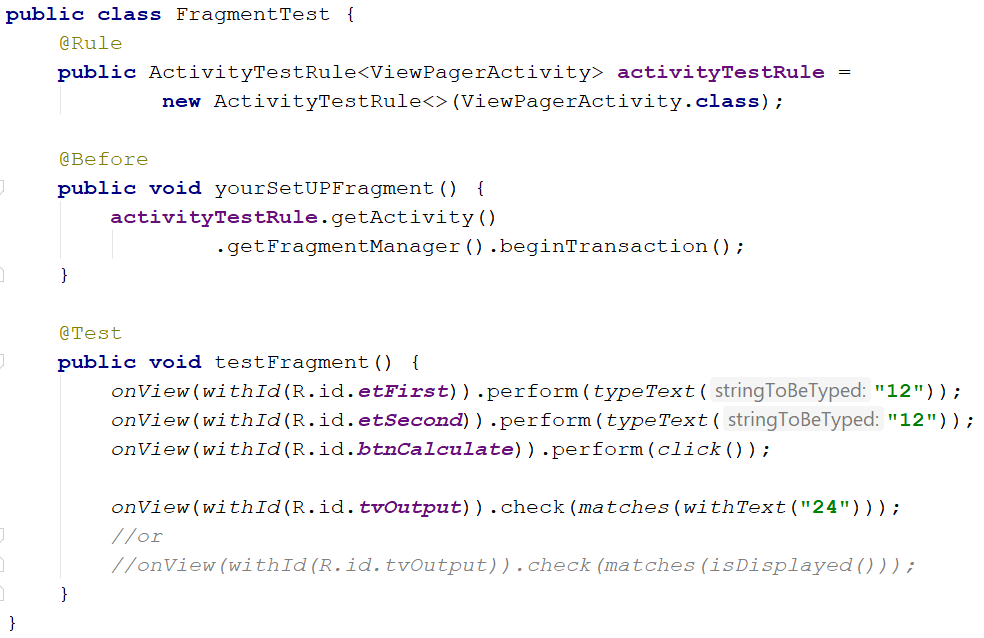 public class FragmentTest {
    @Rule
    public ActivityTestRule<ViewPagerActivity> activityTestRule =
            new ActivityTestRule<>(ViewPagerActivity.class);

    @Before
    public void yourSetUPFragment() {
        activityTestRule.getActivity()
                .getFragmentManager().beginTransaction();
    }

    @Test
    public void testFragment() {
        onView(withId(R.id.etFirst)).perform(typeText( stringToBeTyped: "12"));
        onView(withId(R.id.etSecond)).perform(typeText( stringToBeTyped: "12"));
        onView(withId(R.id.btnCalculate)).perform(click());

        onView(withId(R.id.tvOutput)).check(matches(withText("24")));
        //or
        //onView(withId(R.id.tvOutput)).check(matches(isDisplayed()));
    }
}